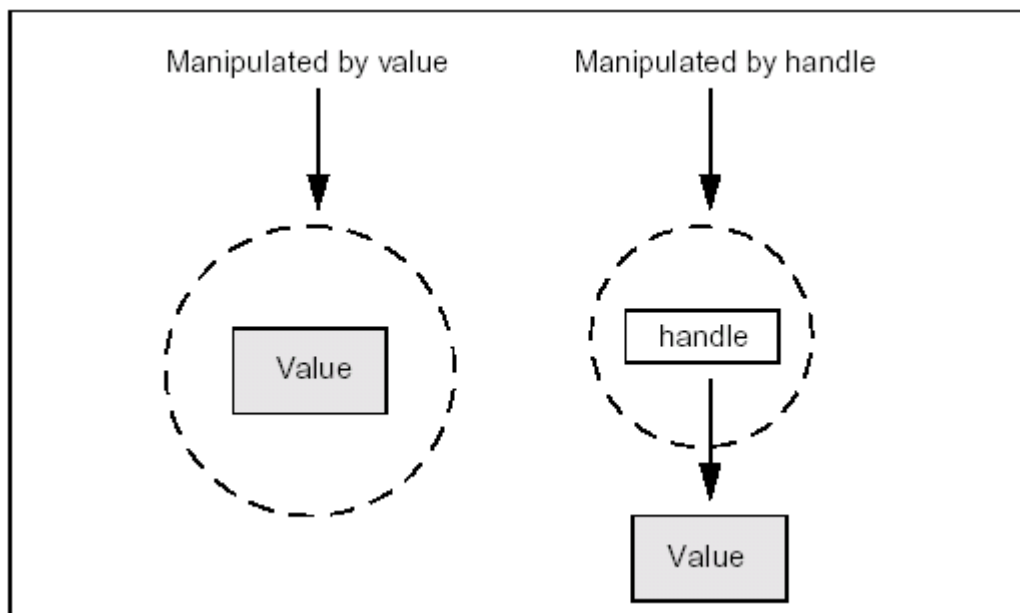 Manipulated by value
Manipulated by handle
Value
handle
Value